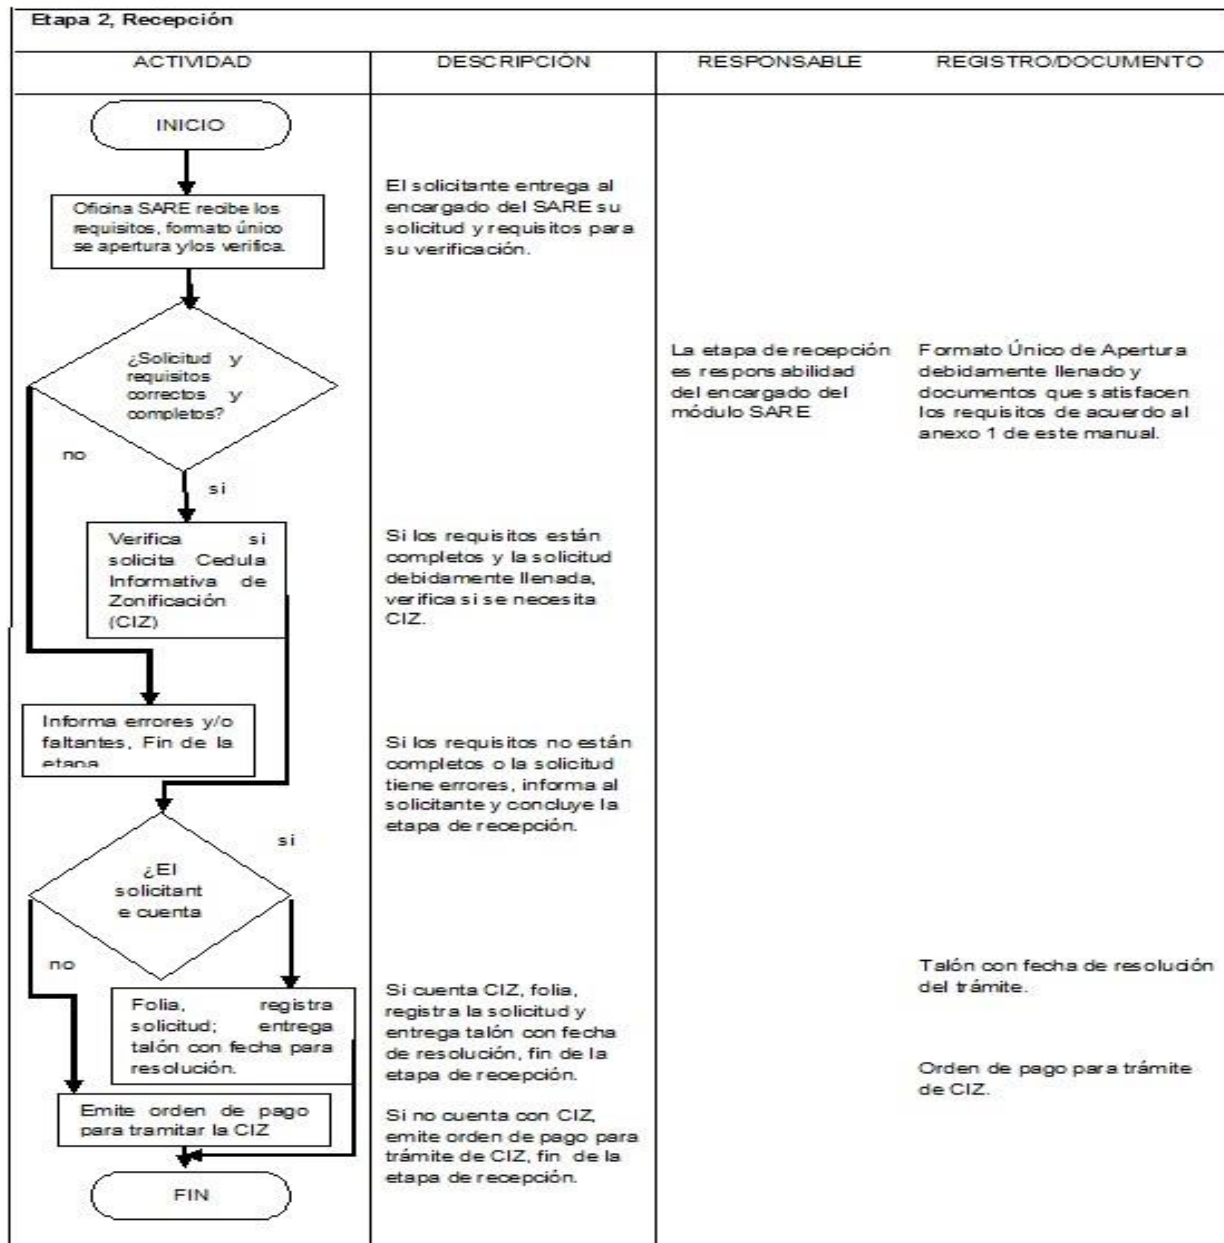 Etapa 2, Recepción
ACTIVIDAD
DESCRIPCIÓN
RESPONSABLE
REGISTRO/DOCUMENTO
INICIO
Oficina SARE recibe los
requisitos, formato único
se apertura ylos verifica.
El solicitante entrega al
encargado del SARE su
solicitud y requisitos para
su verificación.
¿Solicitud y
requisitos
correctos y
completos?
La etapa de recepción
es responsabilidad
del encargado del
módulo SARE
Formato Único de Apertura
debidamente llenado y
documentos que satisfacen
los requisitos de acuerdo al
anexo 1 de este manual.
no
si
Verifica si
solicita Cedula
Informativa de
Zonificación
(CIZ)
Si los requisitos están
completos y la solicitud
debidamente llenada,
verifica si se necesita
CIZ.
Informa errores y/o
faltantes, Fin de la
etapa
Si los requisitos no están
completos o la solicitud
tiene errores, informa al
solicitante y concluye la
etapa de recepción.
si
¿El
solicitant
e cuenta
no
Folia, registra
solicitud; entrega
talón con fecha para
resolución.
Si cuenta CIZ, folia,
registra la solicitud y
entrega talón con fecha
de resolución, fin de la
etapa de recepción.
Talón con fecha de resolución
del trámite.
Orden de pago para trámite
de CIZ.
Emite orden de pago
para tramitar la CIZ
Si no cuenta con CIZ,
emite orden de pago para
trámite de CIZ, fin de la
etapa de recepción.
FIN